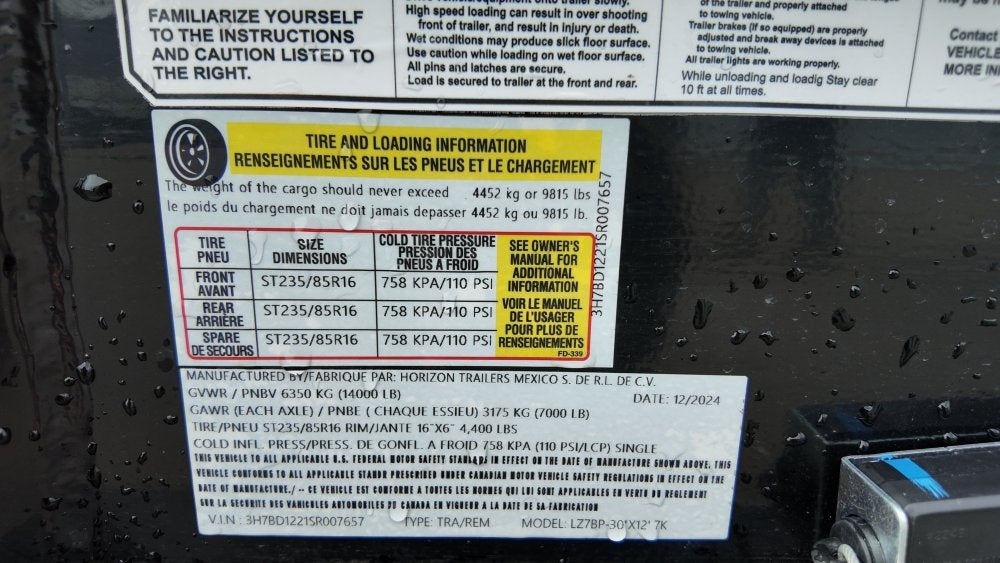 FAMILIARIZE YOURSELF
TO THE INSTRUCTIONS
AND CAUTION LISTED TO
THE RIGHT.
High speed loading can result in over shooting
front of trailer, and result in injury or death.
Wet conditions may produce slick floor surface.
Use caution while loading on wet floor surface.
All pins and latches are secure.
Load is secured to trailer at the front and rear.
of the trailer and properly attached
to towing vehicle.
Trailer brakes (if so equipped) are properly
adjusted and break away devices is attached
to towing vehicle.
All trailer lights are working properly.
While unloading and loadig Stay clear
10 ft at all times.
Contact
VEHICLE
MORE IN
TIRE AND LOADING INFORMATION
RENSEIGNEMENTS SUR LES PNEUS ET LE CHARGEMENT
The weight of the cargo should never exceed 4452 kg or 9815 lbs
le poids du chargement ne doit jamais depasser 4452 kg ou 9815 lb.
TIRE
PNEU
SIZE
DIMENSIONS
COLD TIRE PRESSURE
PRESSION DES
PNEUS A FROID
FRONT
AVANT
ST235/85R16
758 KPA/110 PSI
REAR
ARRIÈRE
ST235/85R16
758 KPA/110 PSI
SPARE
DE SECOURS
ST235/85R16
758 KPA/110 PSI
SEE OWNER'S
MANUAL FOR
ADDITIONAL
INFORMATION
VOIR LE MANUEL
DE L'USAGER
POUR PLUS DE
RENSEIGNEMENTS
FD-339
3H7BD1221SR007657
MANUFACTURED BY/FABRIQUE PAR: HORIZON TRAILERS MEXICO S. DE R.L. DE C.V.
GVWR / PNBV 6350 KG (14000 LB) DATE: 12/2024
GAWR (EACH AXLE) / PNBE ( CHAQUE ESSIEU) 3175 KG (7000 LB)
TIRE/PNEU ST235/85R16 RIM/JANTE 16"X6" 4,400 LBS
COLD INFL. PRESS/PRESS. DE GONFL. A FROID 758 KPA (110 PSI/LCP) SINGLE
THIS VEHICLE TO ALL APPLICABLE U.S. FEDERAL MOTOR SAFETY STANDARS IN EFFECT ON THE DATE OF MANUFACTURE SHOWN ABOVE. THIS
VEHICLE CONFORMS TO ALL APPLICABLE STANDR PRESCRIBED UNDER CANADIAN MOTOR VEHICLE SAFETY REGULATIONS IN EFFECT ON THE
DATE OF MANUFACTURE./ - CE VEHICLE EST CONFORME A TOUTES LES NORMES QUI LUI SONT APPLICABLES EN VERTU DU REGLEMENT
SUR LA SECURITE DES VAHICULES AUTOMOBILES DU CANADA EN VIGUEUR A LA DATE DE SA FABRICATION
V.I.N : 3H7BD1221SR007657 TYPE: TRA/REM MODEL: LZ7BP-30'X12' 7K